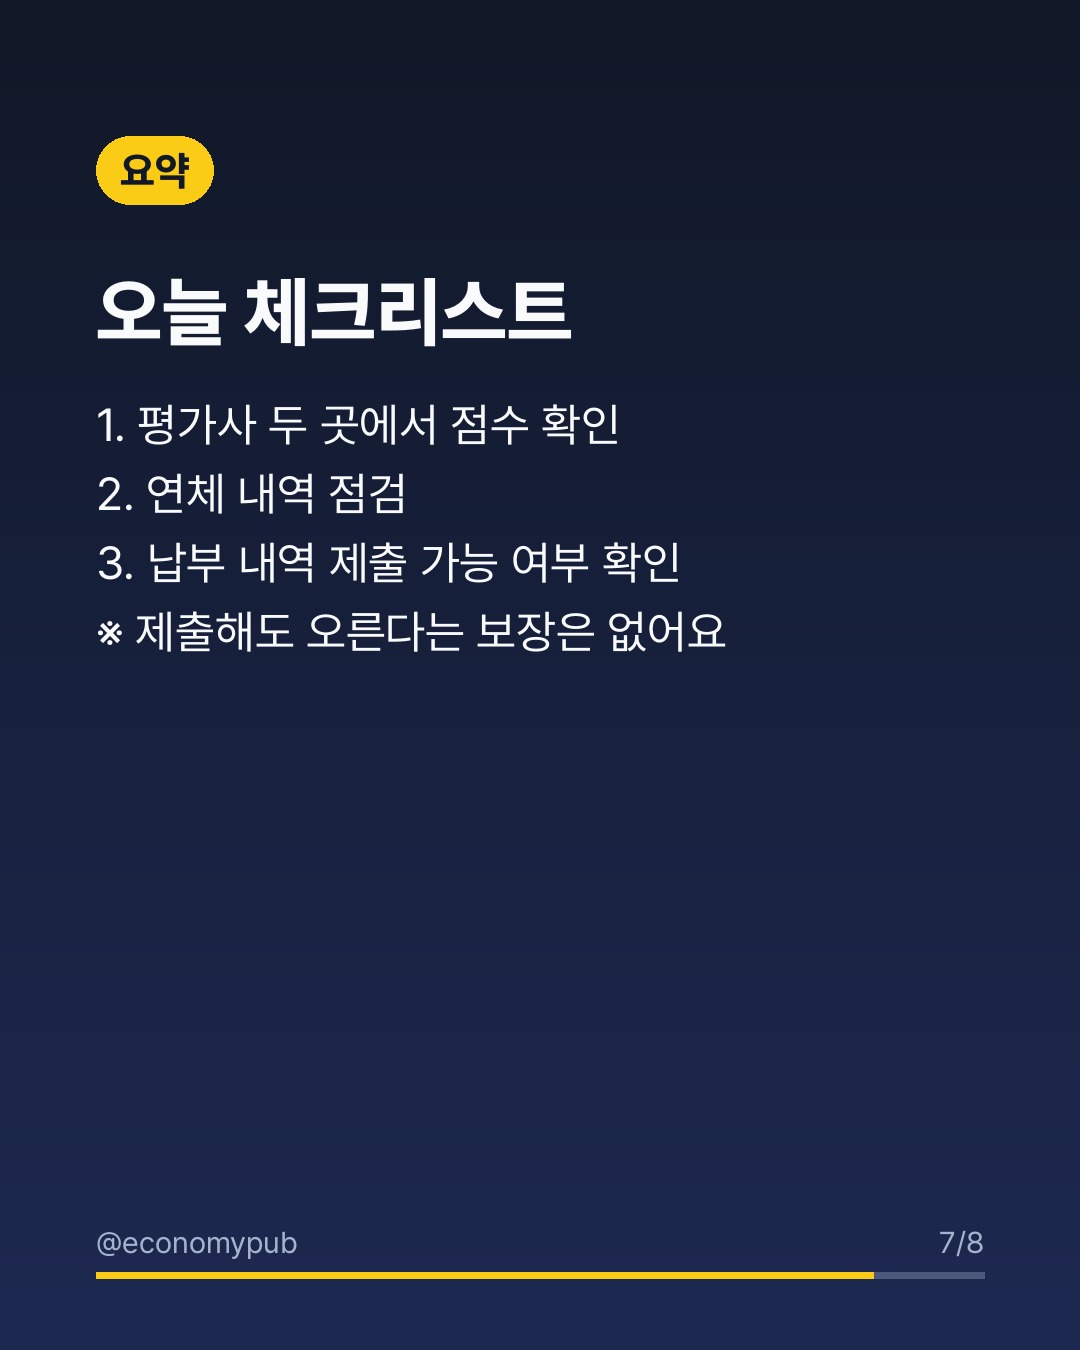 요약
오늘 체크리스트
1. 평가사 두 곳에서 점수 확인
2. 연체 내역 점검
3. 납부 내역 제출 가능 여부 확인
※ 제출해도 오른다는 보장은 없어요
@economypub
7/8